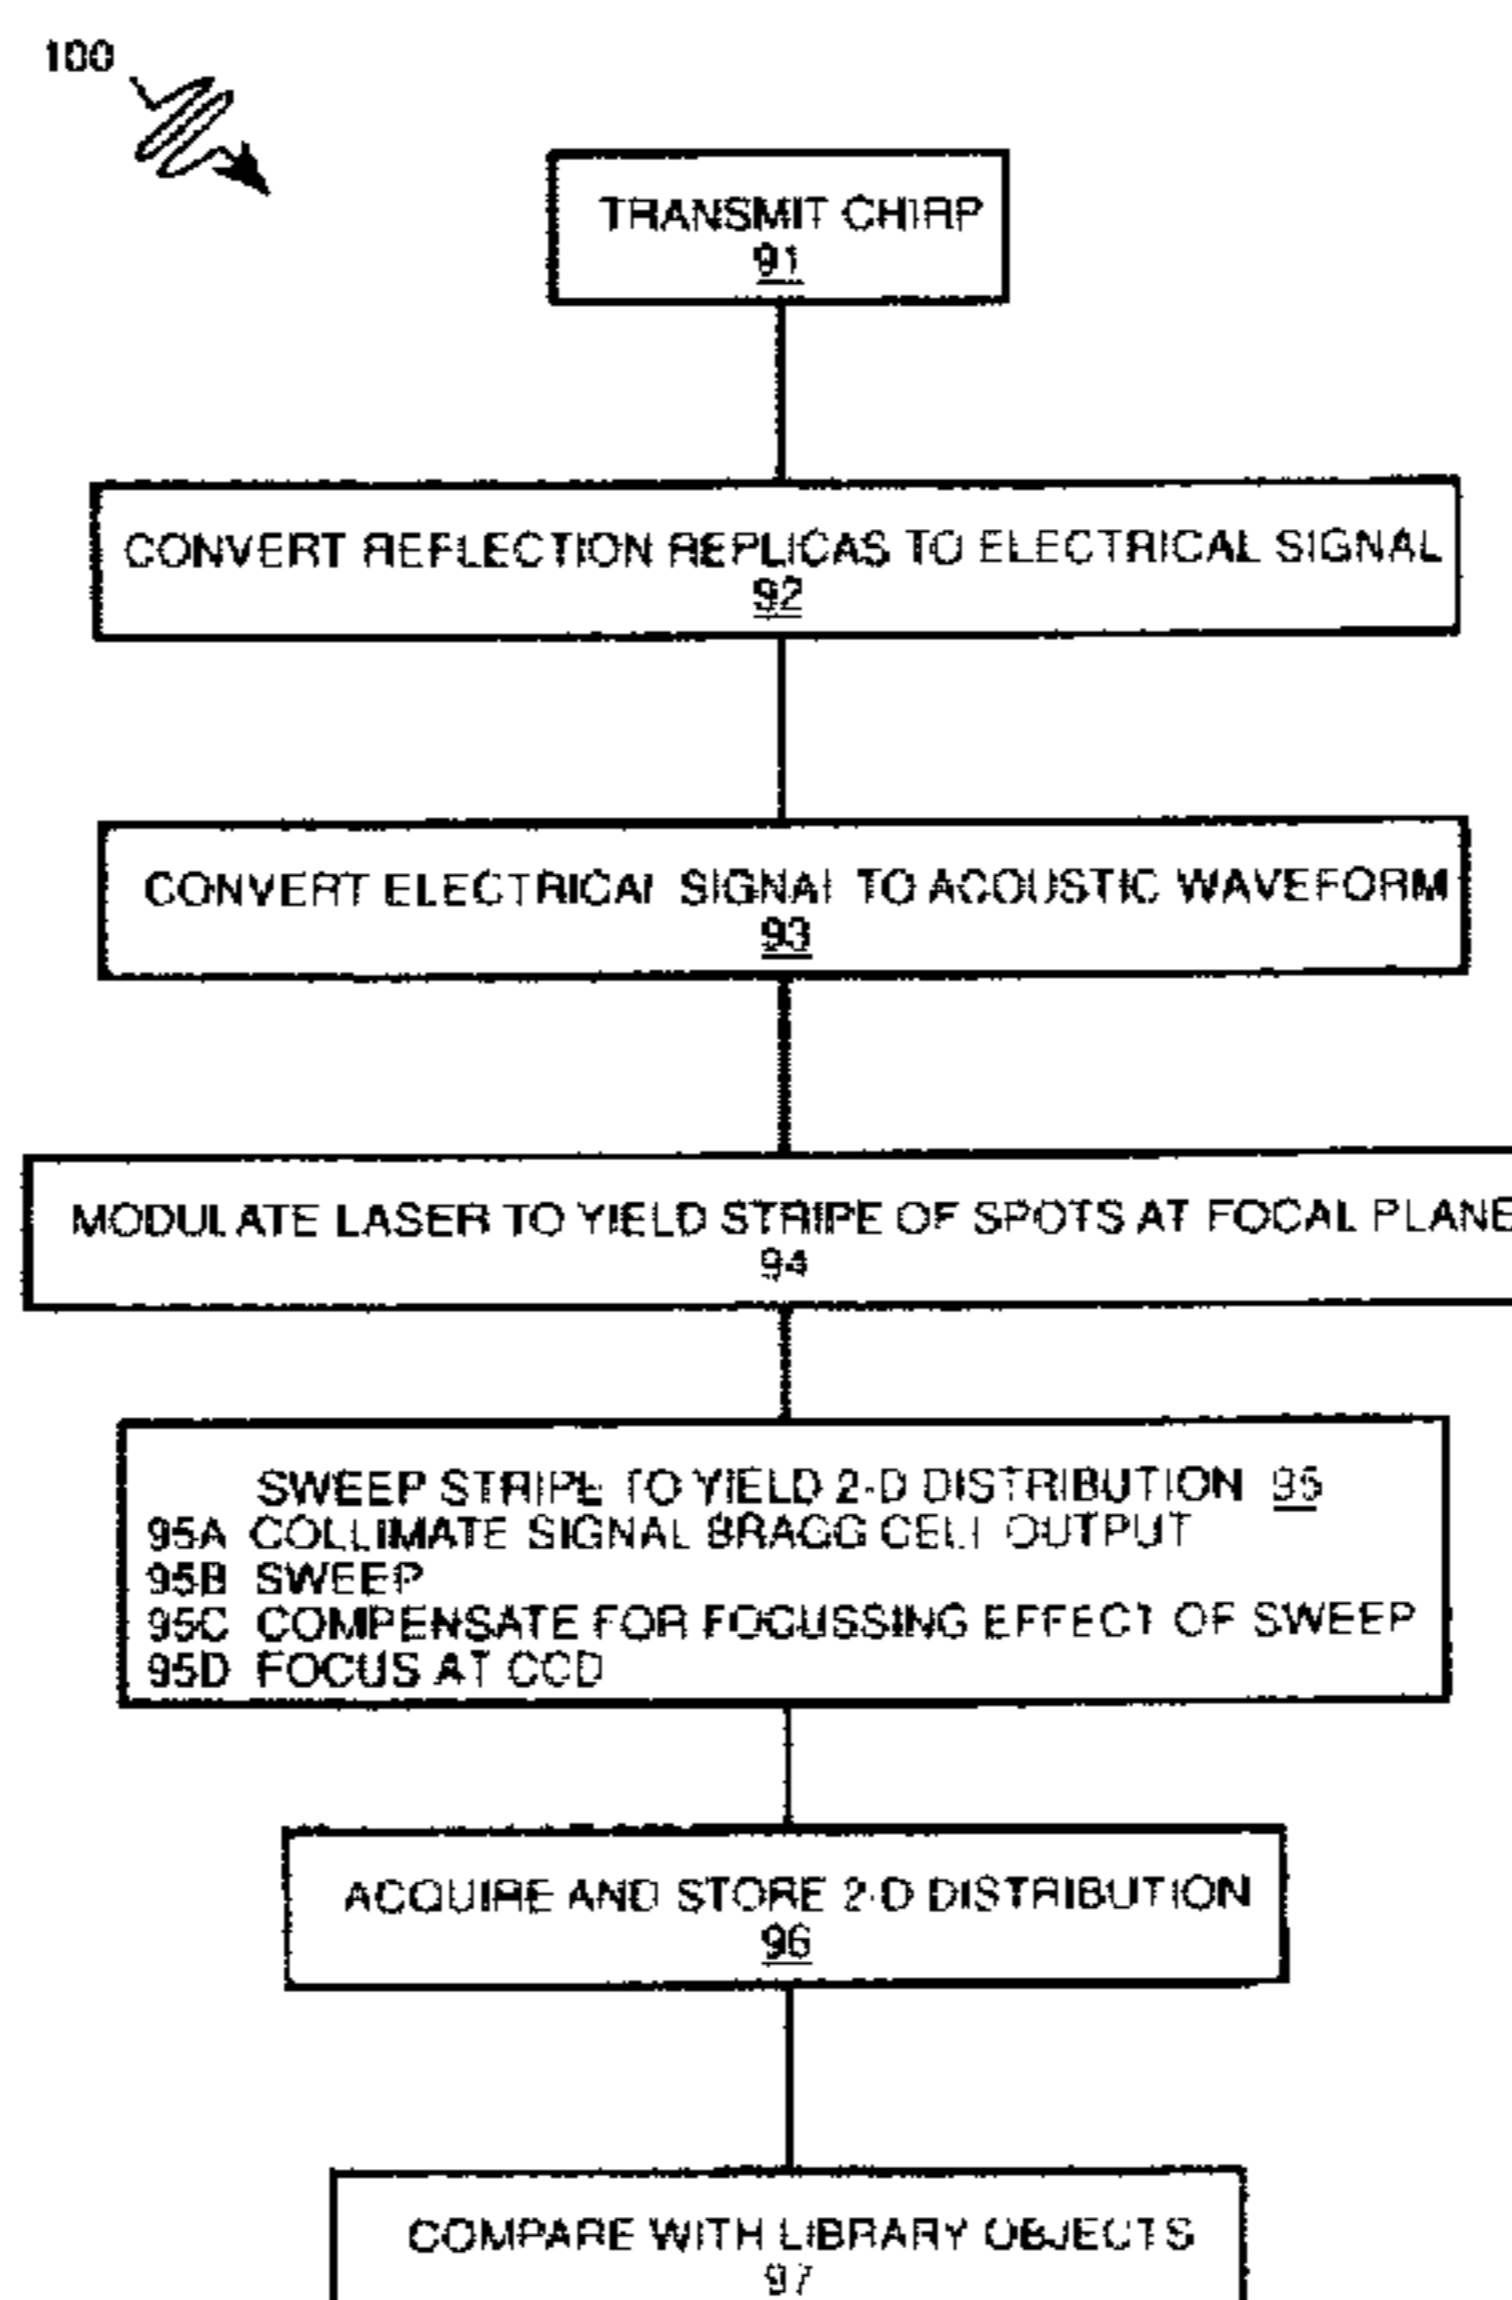 100
TRANSMIT CHIRP
91
CONVERT REFLECTION REPLICAS TO ELECTRICAL SIGNAL
92
CONVERT ELECTRICAL SIGNAL TO ACOUSTIC WAVEFORM
93
MODULATE LASER TO YIELD STRIPE OF SPOTS AT FOCAL PLANE
94
SWEEP STRIPE TO YIELD 2-D DISTRIBUTION 95
95A COLLIMATE SIGNAL BRAGG CELL OUTPUT
95B SWEEP
95C COMPENSATE FOR FOCUSSING EFFECT OF SWEEP
95D FOCUS AT CCD
ACQUIRE AND STORE 2-D DISTRIBUTION
96
COMPARE WITH LIBRARY OBJECTS
97